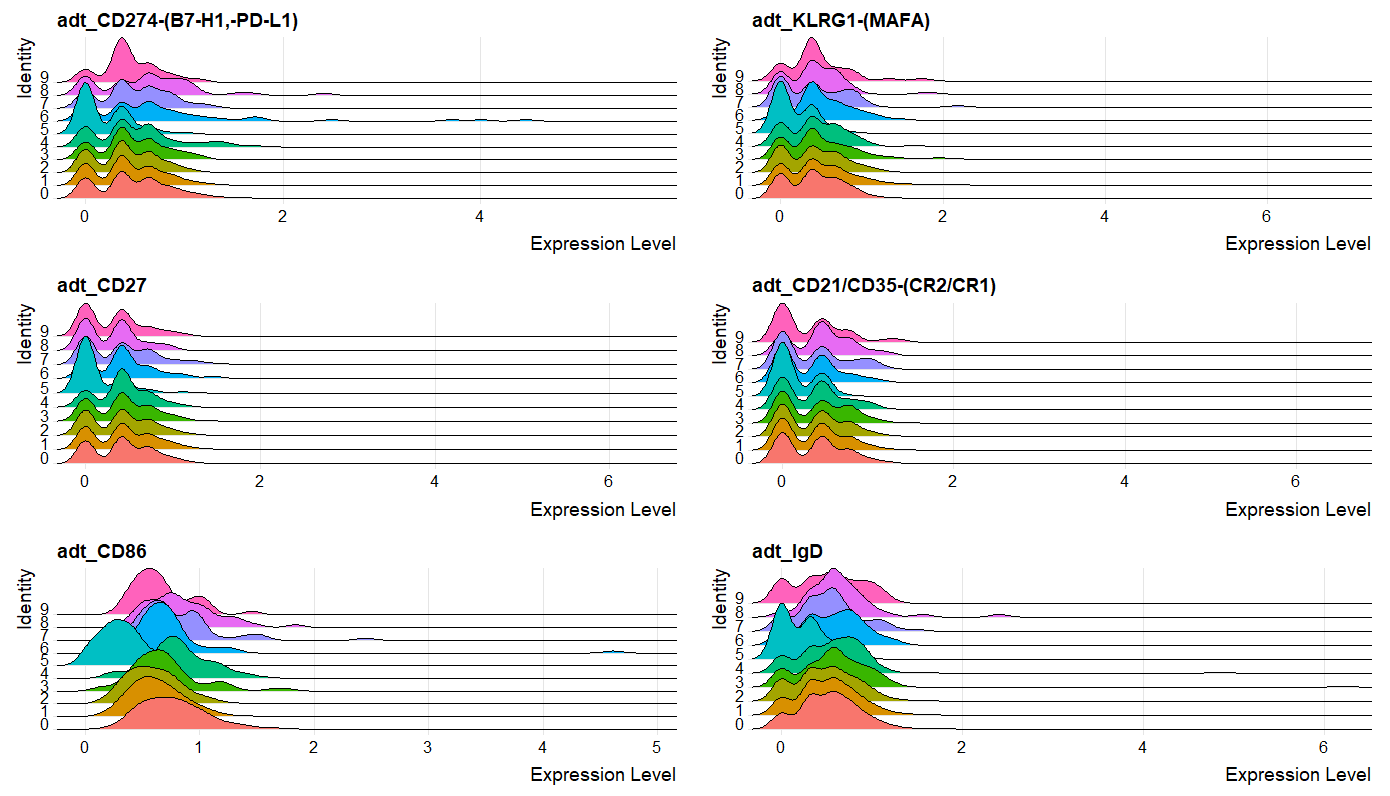 adt_CD274-(B7-H1,-PD-L1)
Identity
9
8
7
6
5
4
3
2
1
0
0 2 4
Expression Level
adt_KLRG1-(MAFA)
Identity
9
8
7
6
5
4
3
2
1
0
0 2 4 6
Expression Level
adt_CD27
Identity
9
8
7
6
5
4
3
2
1
0
0 2 4 6
Expression Level
adt_CD21/CD35-(CR2/CR1)
Identity
9
8
7
6
5
4
3
2
1
0
0 2 4 6
Expression Level
adt_CD86
Identity
9
8
7
6
5
4
3
2
1
0
0 1 2 3 4 5
Expression Level
adt_IgD
Identity
9
8
7
6
5
4
3
2
1
0
0 2 4 6
Expression Level